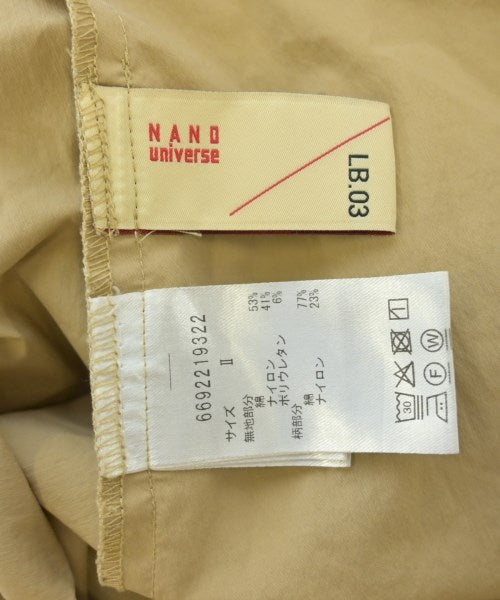 NANO
universe
LB.03
6692219322
サイズ II
無地部分
綿 53%
ナイロン 41%
ポリウレタン 6%
柄部分
綿 77%
ナイロン 23%
30
F
W